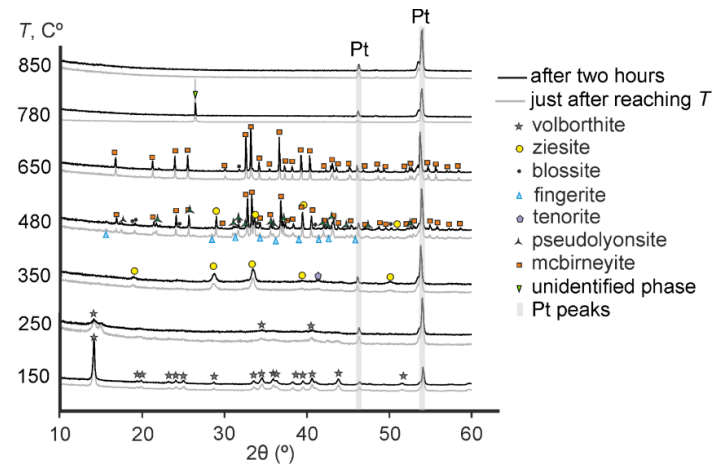 Pt
T, Cº
Pt
850
780
650
480
350
250
150
10 20 30 40 50 60
2θ (º)
after two hours
just after reaching T
volborthite
ziesite
blossite
fingerite
tenorite
pseudolyonsite
mcbirneyite
unidentified phase
Pt peaks